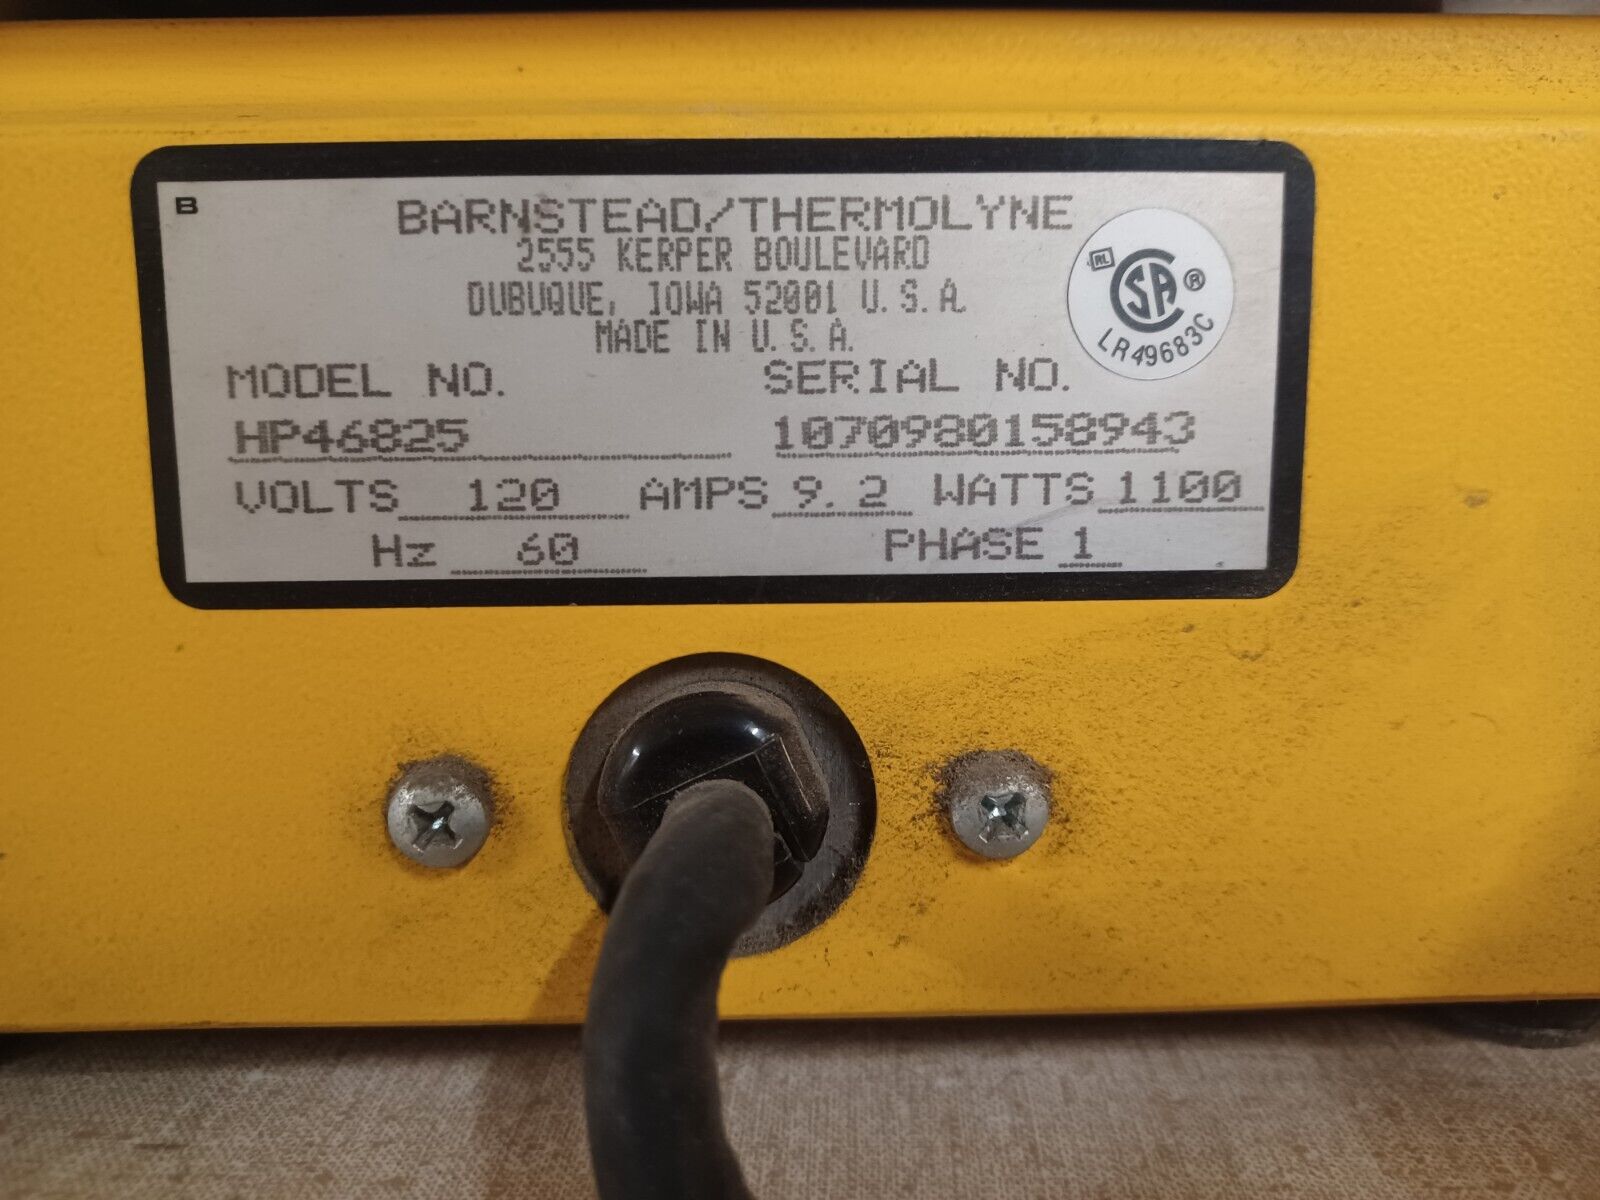 B
BARNSTEAD/THERMOLYNE
2555 KERPER BOULEVARD
DUBUQUE, IOWA 52001 U.S.A.
MADE IN U.S.A.
RL
CSA ®
LR49683C
MODEL NO. SERIAL NO.
HP46825 1070980158943
VOLTS 120 AMPS 9.2 WATTS 1100
Hz 60 PHASE 1